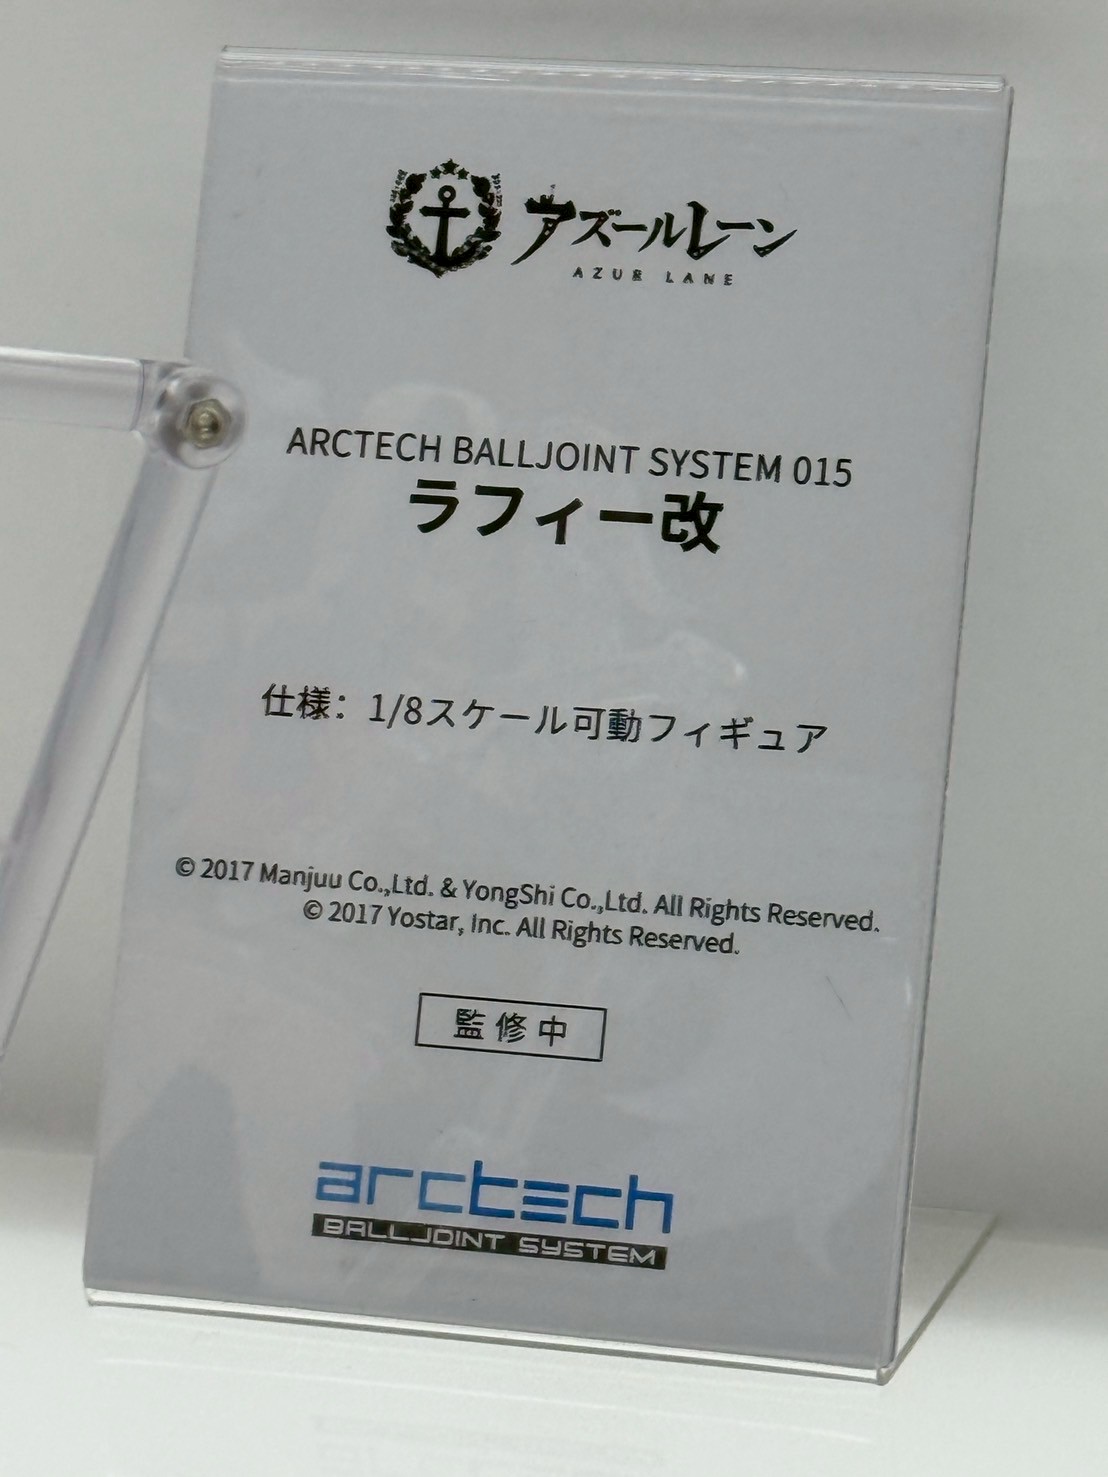 アズールレーン
AZUR LANE
ARCTECH BALLJOINT SYSTEM 015
ラフィー改
仕様：1/8スケール可動フィギュア
© 2017 Manjuu Co.,Ltd. & YongShi Co.,Ltd. All Rights Reserved.
© 2017 Yostar, Inc. All Rights Reserved.
監修中
arctech
BALLJOINT SYSTEM